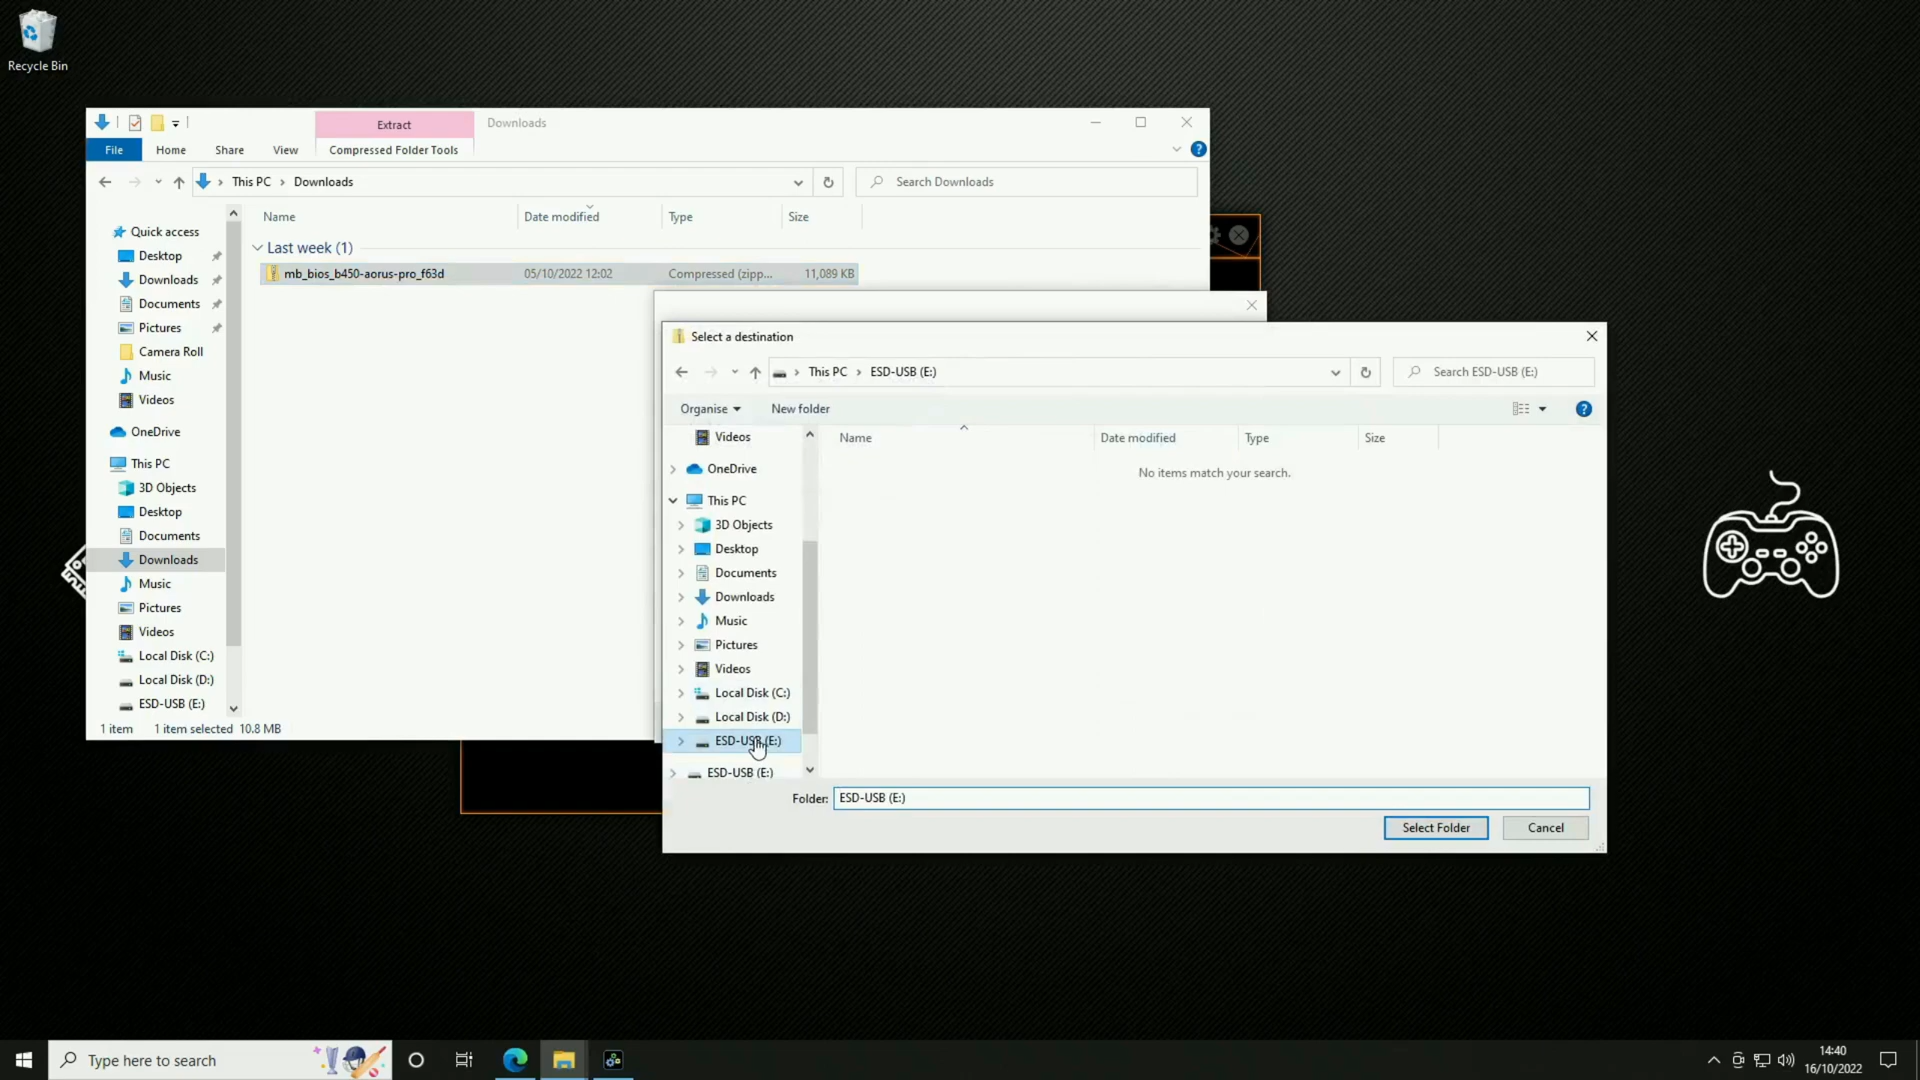 Recycle Bin
Extract
Downloads
File
Home
Share
View
Compressed Folder Tools
This PC
Downloads
Search Downloads
Name
Date modified
Type
Size
Last week (1)
mb_bios_b450-aorus-pro_f63d
05/10/2022 12:02
Compressed (zipp...
11,089 KB
Quick access
Desktop
Downloads
Documents
Pictures
Camera Roll
Music
Videos
OneDrive
This PC
3D Objects
Desktop
Documents
Downloads
Music
Pictures
Videos
Local Disk (C:)
Local Disk (D:)
ESD-USB (E:)
1 item
1 item selected 10.8 MB
Select a destination
This PC
ESD-USB (E:)
Search ESD-USB (E:)
Organise
New folder
Name
Date modified
Type
Size
No items match your search.
Videos
OneDrive
This PC
3D Objects
Desktop
Documents
Downloads
Music
Pictures
Videos
Local Disk (C:)
Local Disk (D:)
ESD-USB (E:)
ESD-USB (E:)
Folder:
ESD-USB (E:)
Select Folder
Cancel
Type here to search
14:40
16/10/2022